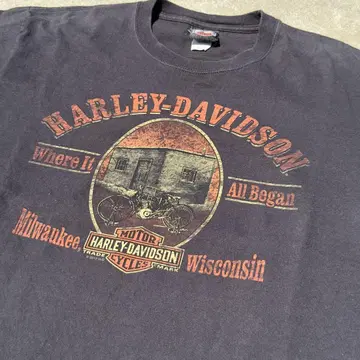 HARLEY-DAVIDSON
Where It
All Began
Milwaukee,
Wisconsin
MOTOR
HARLEY-DAVIDSON
TRADE MARK
CYCLES